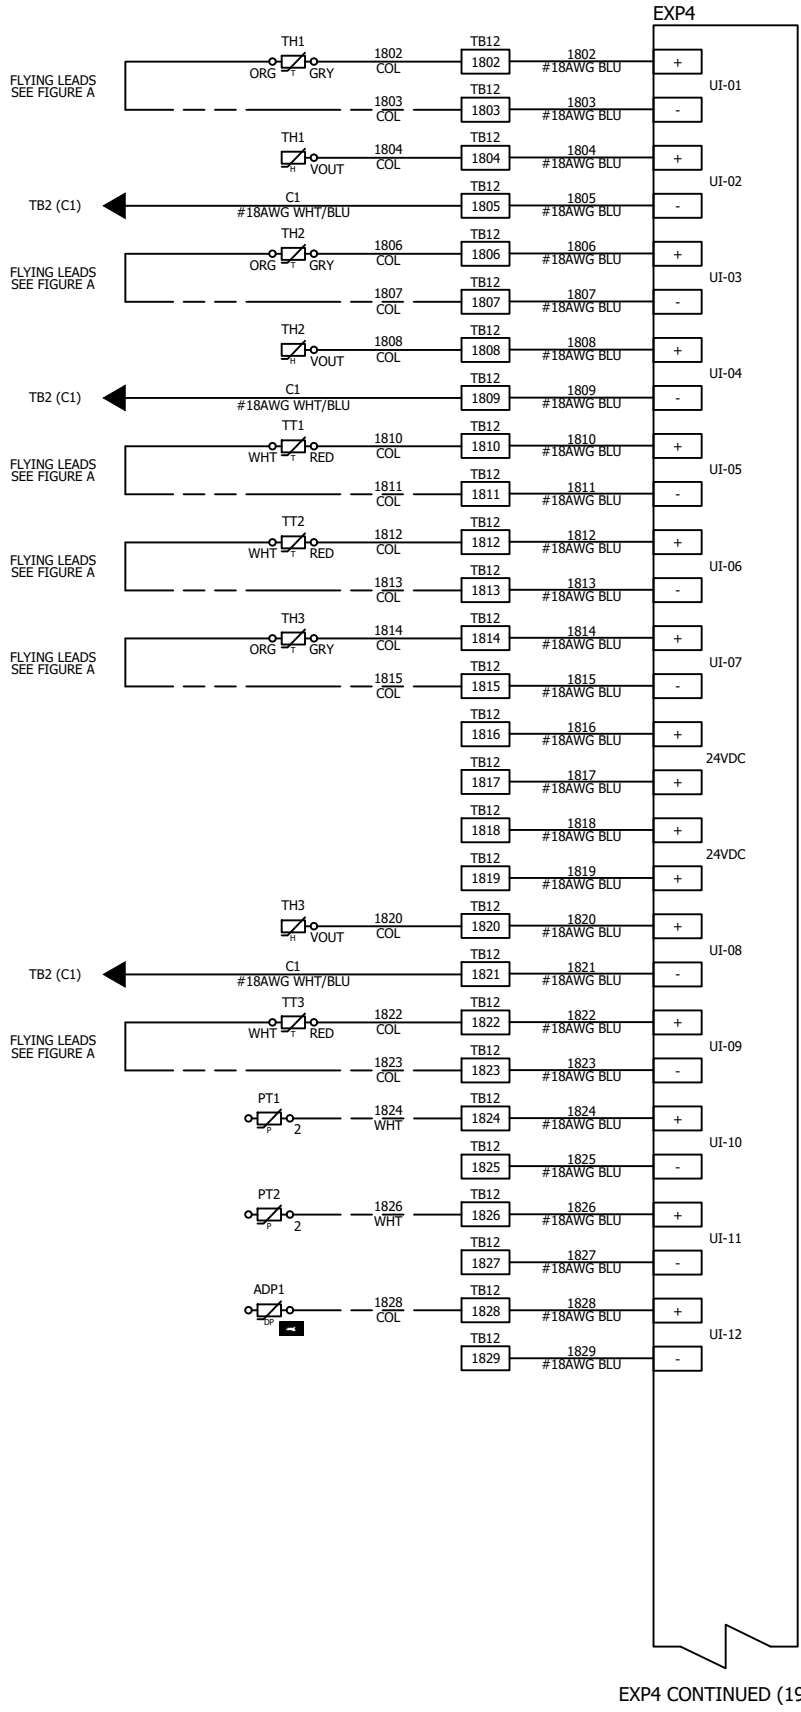 EXP4
TH1 1802 TB12 1802
ORG T GRY COL 1802 #18AWG BLU +
FLYING LEADS
SEE FIGURE A
UI-01
1803 TB12 1803
COL 1803 #18AWG BLU -
TH1 1804 TB12 1804
H VOUT COL 1804 #18AWG BLU +
UI-02
TB2 (C1) C1 TB12 1805
#18AWG WHT/BLU 1805 #18AWG BLU -
TH2 1806 TB12 1806
ORG T GRY COL 1806 #18AWG BLU +
FLYING LEADS
SEE FIGURE A
UI-03
1807 TB12 1807
COL 1807 #18AWG BLU -
TH2 1808 TB12 1808
H VOUT COL 1808 #18AWG BLU +
UI-04
TB2 (C1) C1 TB12 1809
#18AWG WHT/BLU 1809 #18AWG BLU -
TT1 1810 TB12 1810
WHT T RED COL 1810 #18AWG BLU +
FLYING LEADS
SEE FIGURE A
UI-05
1811 TB12 1811
COL 1811 #18AWG BLU -
TT2 1812 TB12 1812
WHT T RED COL 1812 #18AWG BLU +
FLYING LEADS
SEE FIGURE A
UI-06
1813 TB12 1813
COL 1813 #18AWG BLU -
TH3 1814 TB12 1814
ORG T GRY COL 1814 #18AWG BLU +
FLYING LEADS
SEE FIGURE A
UI-07
1815 TB12 1815
COL 1815 #18AWG BLU -
TB12 1816
1816 #18AWG BLU +
24VDC
TB12 1817
1817 #18AWG BLU +
TB12 1818
1818 #18AWG BLU +
24VDC
TB12 1819
1819 #18AWG BLU +
TH3 1820 TB12 1820
H VOUT COL 1820 #18AWG BLU +
UI-08
TB2 (C1) C1 TB12 1821
#18AWG WHT/BLU 1821 #18AWG BLU -
TT3 1822 TB12 1822
WHT T RED COL 1822 #18AWG BLU +
FLYING LEADS
SEE FIGURE A
UI-09
1823 TB12 1823
COL 1823 #18AWG BLU -
PT1 1824 TB12 1824
P 2 WHT 1824 #18AWG BLU +
UI-10
TB12 1825
1825 #18AWG BLU -
PT2 1826 TB12 1826
P 2 WHT 1826 #18AWG BLU +
UI-11
TB12 1827
1827 #18AWG BLU -
ADP1 1828 TB12 1828
DP COL 1828 #18AWG BLU +
UI-12
TB12 1829
1829 #18AWG BLU -
EXP4 CONTINUED (19